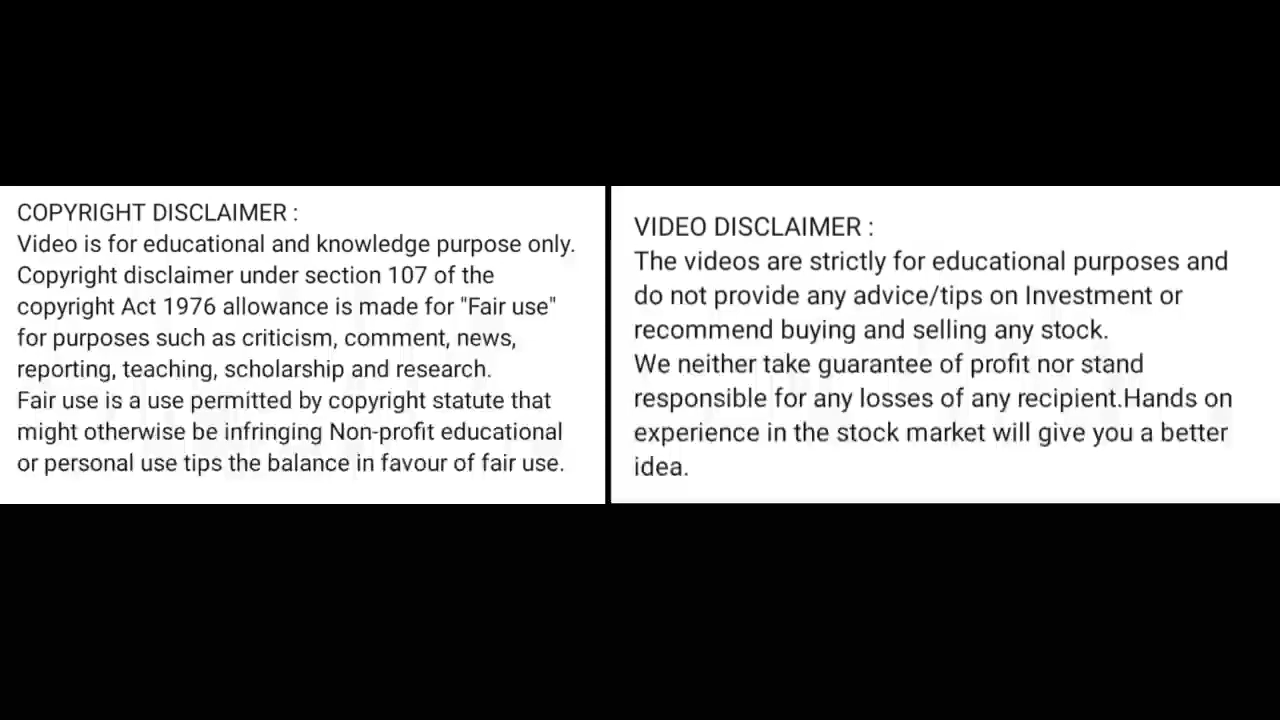 COPYRIGHT DISCLAIMER :
Video is for educational and knowledge purpose only.
Copyright disclaimer under section 107 of the
copyright Act 1976 allowance is made for "Fair use"
for purposes such as criticism, comment, news,
reporting, teaching, scholarship and research.
Fair use is a use permitted by copyright statute that
might otherwise be infringing Non-profit educational
or personal use tips the balance in favour of fair use.
VIDEO DISCLAIMER :
The videos are strictly for educational purposes and
do not provide any advice/tips on Investment or
recommend buying and selling any stock.
We neither take guarantee of profit nor stand
responsible for any losses of any recipient.Hands on
experience in the stock market will give you a better
idea.